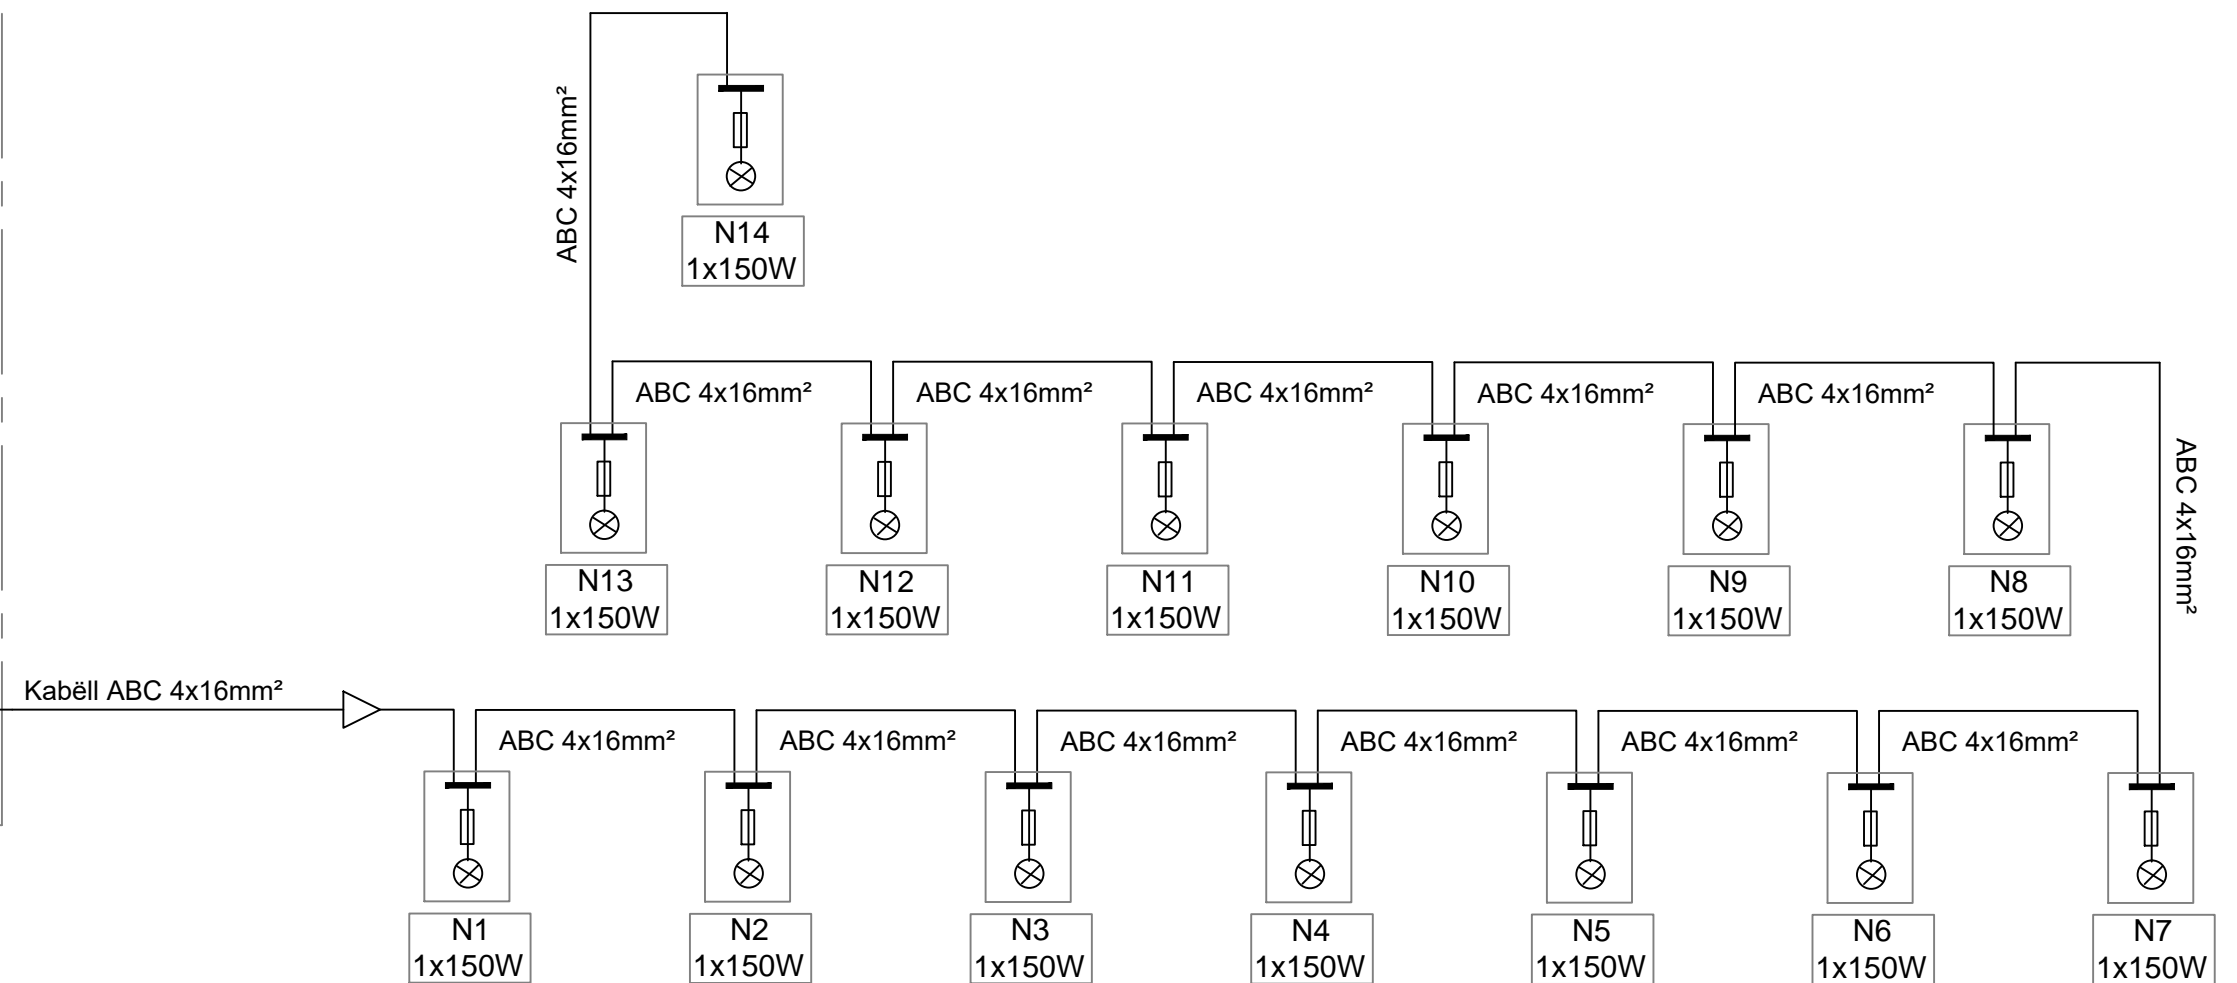 ABC 4x16mm²
N14
1x150W
ABC 4x16mm²
ABC 4x16mm²
ABC 4x16mm²
ABC 4x16mm²
ABC 4x16mm²
ABC 4x16mm²
N13
1x150W
N12
1x150W
N11
1x150W
N10
1x150W
N9
1x150W
N8
1x150W
Kabëll ABC 4x16mm²
ABC 4x16mm²
ABC 4x16mm²
ABC 4x16mm²
ABC 4x16mm²
ABC 4x16mm²
ABC 4x16mm²
N1
1x150W
N2
1x150W
N3
1x150W
N4
1x150W
N5
1x150W
N6
1x150W
N7
1x150W